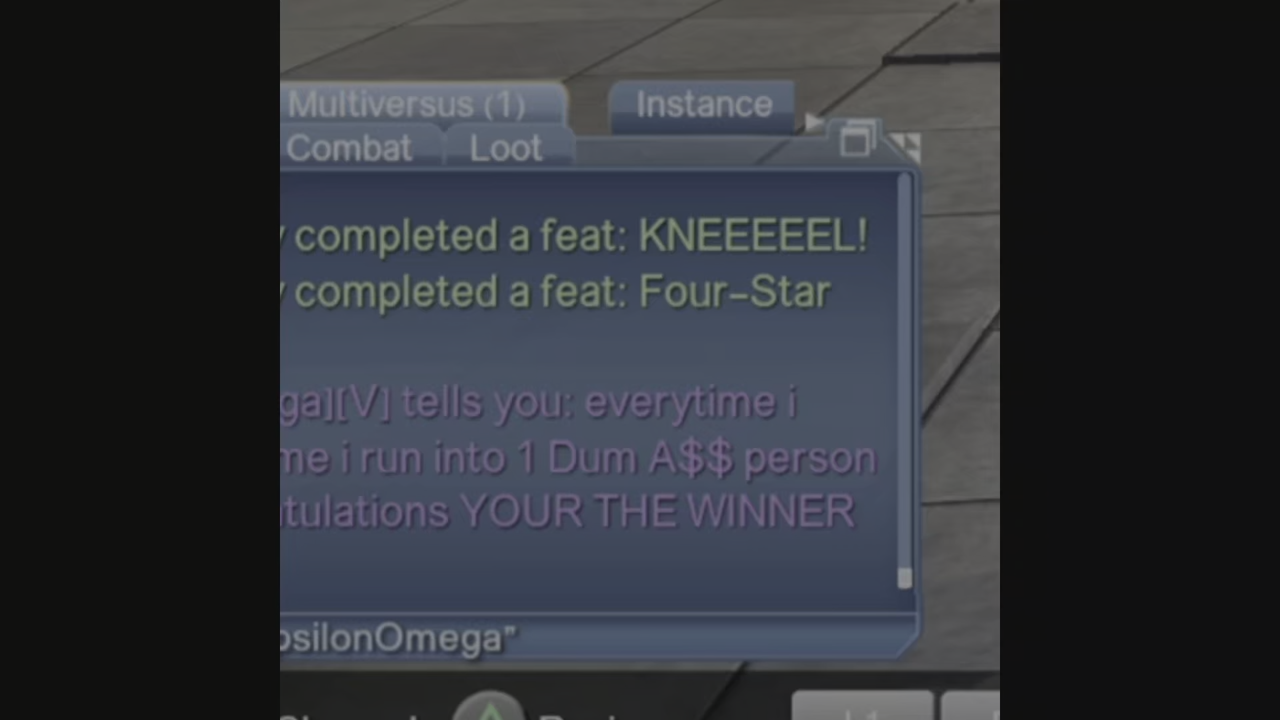 Multiversus (1) Instance
Combat Loot
completed a feat: KNEEEEEL!
completed a feat: Four-Star
ga][V] tells you: everytime i
me i run into 1 Dum A$$ person
tulations YOUR THE WINNER
psilonOmega"